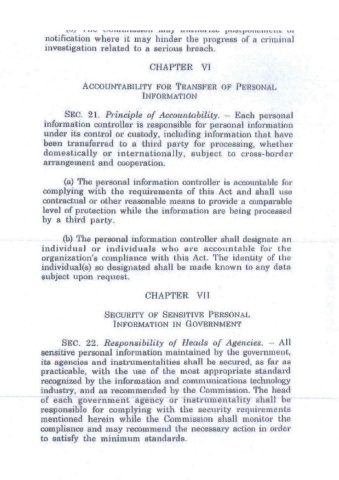 notification where it may hinder the progress of a criminal
investigation related to a serious breach.
CHAPTER VI
ACCOUNTABILITY FOR TRANSFER OF PERSONAL
INFORMATION
SEC. 21. Principle of Accountability. – Each personal
information controller is responsible for personal information
under its control or custody, including information that have
been transferred to a third party for processing, whether
domestically or internationally, subject to cross-border
arrangement and cooperation.
(a) The personal information controller is accountable for
complying with the requirements of this Act and shall use
contractual or other reasonable means to provide a comparable
level of protection while the information are being processed
by a third party.
(b) The personal information controller shall designate an
individual or individuals who are accountable for the
organization's compliance with this Act. The identity of the
individual(s) so designated shall be made known to any data
subject upon request.
CHAPTER VII
SECURITY OF SENSITIVE PERSONAL
INFORMATION IN GOVERNMENT
SEC. 22. Responsibility of Heads of Agencies. – All
sensitive personal information maintained by the government,
its agencies and instrumentalities shall be secured, as far as
practicable, with the use of the most appropriate standard
recognized by the information and communications technology
industry, and as recommended by the Commission. The head
of each government agency or instrumentality shall be
responsible for complying with the security requirements
mentioned herein while the Commission shall monitor the
compliance and may recommend the necessary action in order
to satisfy the minimum standards.